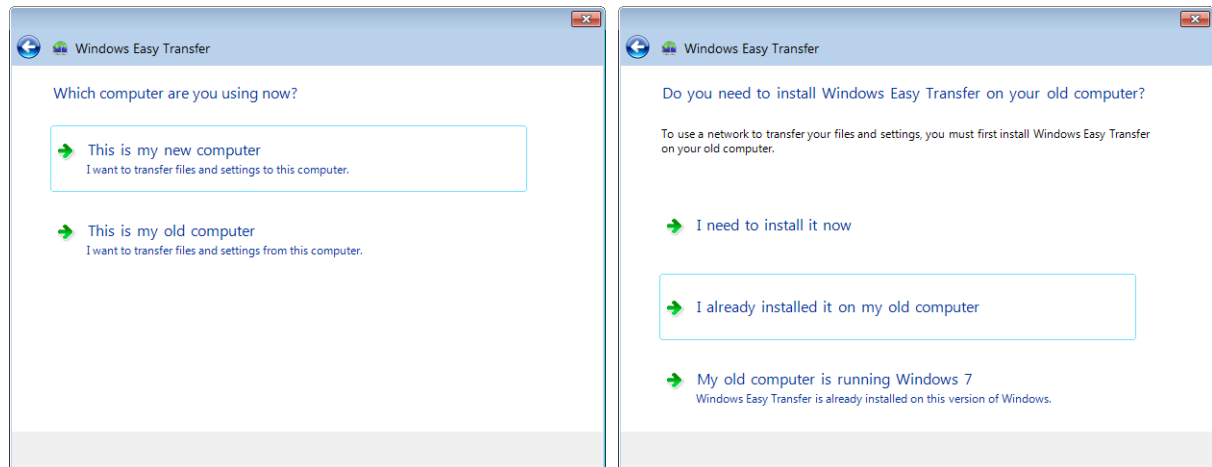 Windows Easy Transfer
Which computer are you using now?
This is my new computer
I want to transfer files and settings to this computer.
This is my old computer
I want to transfer files and settings from this computer.
Windows Easy Transfer
Do you need to install Windows Easy Transfer on your old computer?
To use a network to transfer your files and settings, you must first install Windows Easy Transfer
on your old computer.
I need to install it now
I already installed it on my old computer
My old computer is running Windows 7
Windows Easy Transfer is already installed on this version of Windows.